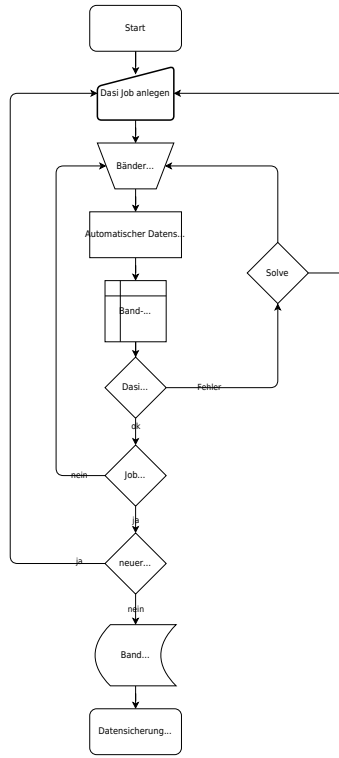 Start
Dasi Job anlegen
Bänder...
Automatischer Datens...
Solve
Band-...
Dasi...
Fehler
ok
Job...
nein
ja
neuer...
ja
nein
Band...
Datensicherung...